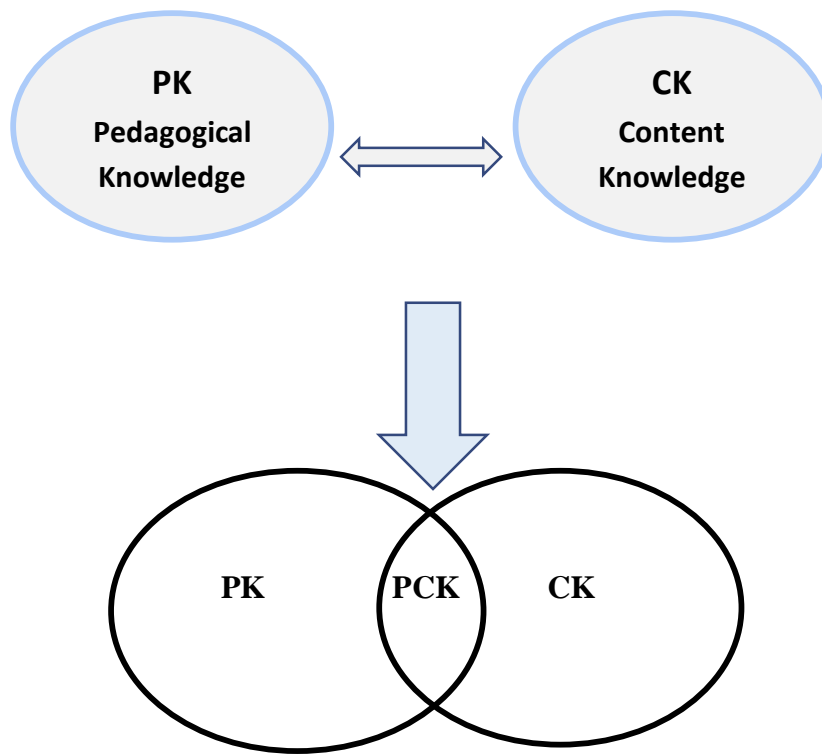 PK
Pedagogical
Knowledge
CK
Content
Knowledge
PK
PCK
CK